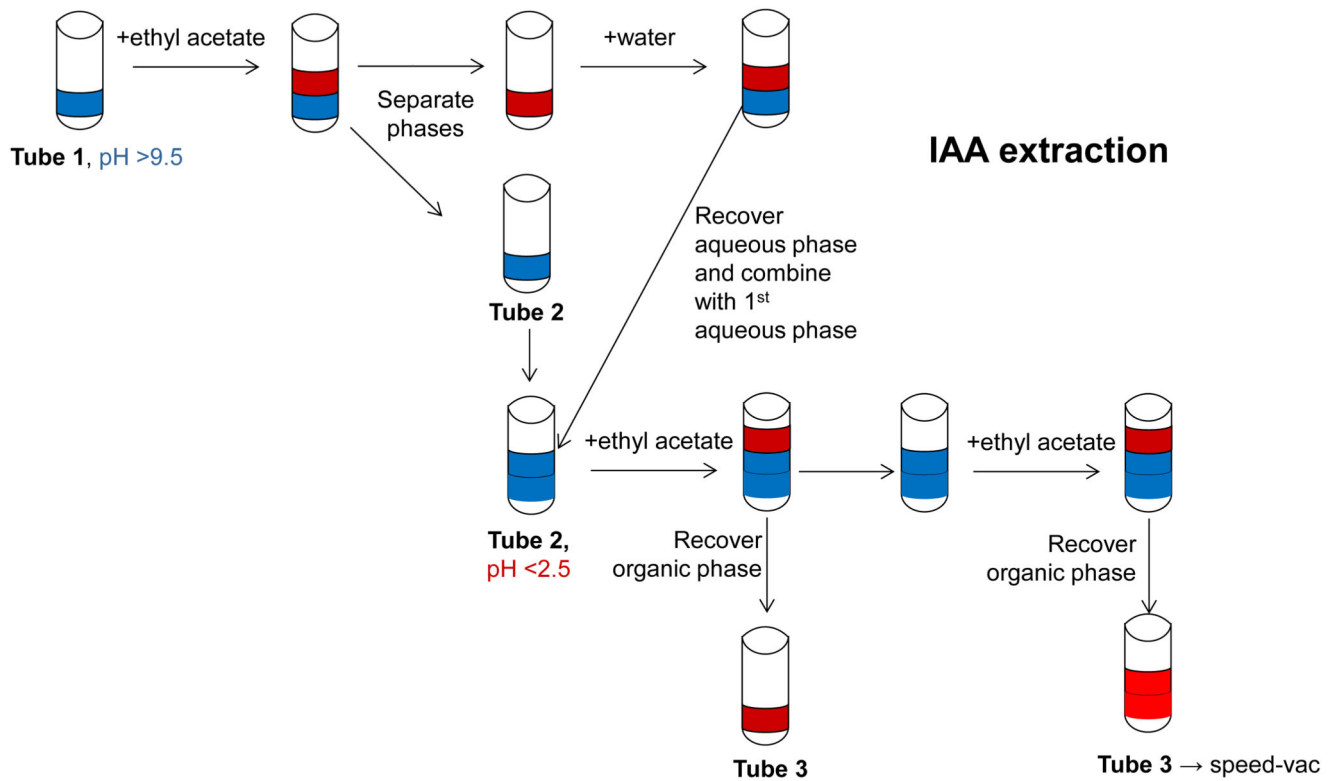 +ethyl acetate
+water
Separate
phases
Tube 1, pH >9.5
IAA extraction
Recover
aqueous phase
and combine
with 1st
aqueous phase
Tube 2
+ethyl acetate
+ethyl acetate
Tube 2,
pH <2.5
Recover
organic phase
Recover
organic phase
Tube 3
Tube 3 → speed-vac